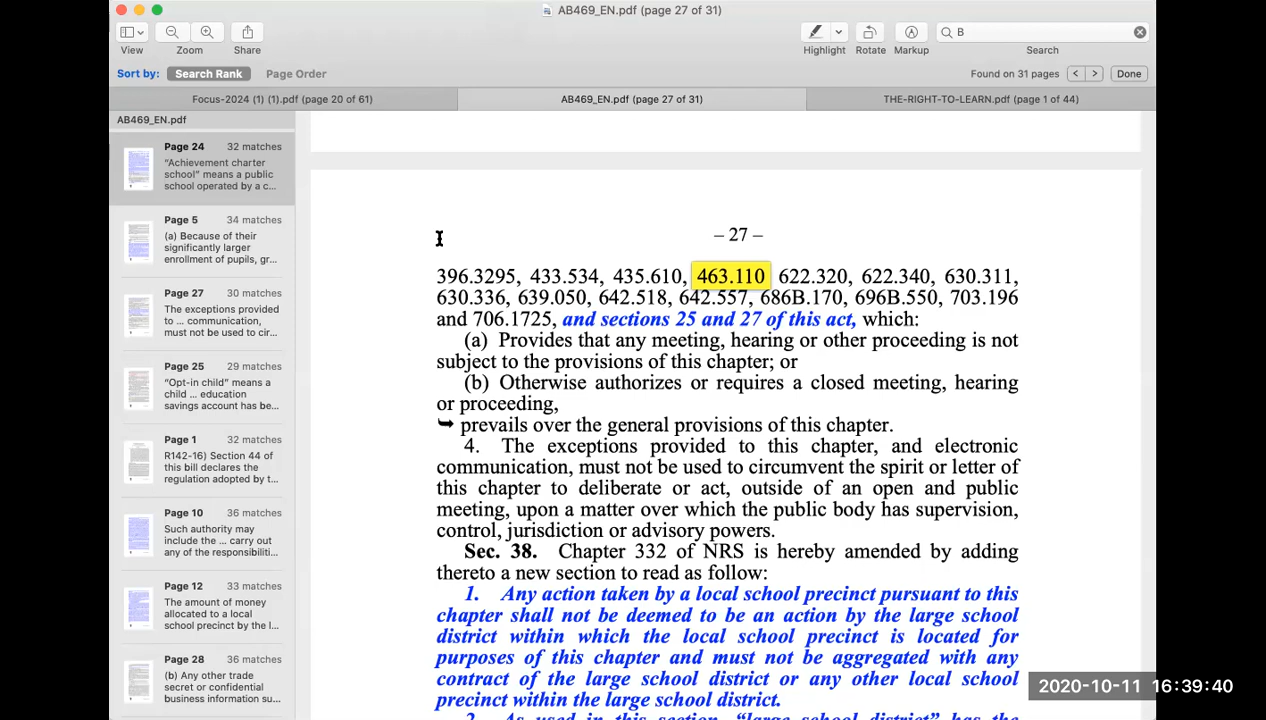 AB469_EN.pdf (page 27 of 31)
B
View
Zoom
Share
Highlight
Rotate
Markup
Search
Sort by:
Search Rank
Page Order
Found on 31 pages
Done
Focus-2024 (1) (1).pdf (page 20 of 61)
AB469_EN.pdf (page 27 of 31)
THE-RIGHT-TO-LEARN.pdf (page 1 of 44)
AB469_EN.pdf
Page 24 32 matches
“Achievement charter
school” means a public
school operated by a c...
Page 5 34 matches
(a) Because of their
significantly larger
enrollment of pupils, gr...
Page 27 30 matches
The exceptions provided
to ... communication,
must not be used to cir...
Page 25 29 matches
“Opt-in child” means a
child ... education
savings account has be...
Page 1 32 matches
R142-16) Section 44 of
this bill declares the
regulation adopted by t...
Page 10 36 matches
Such authority may
include the ... carry out
any of the responsibiliti...
Page 12 33 matches
The amount of money
allocated to a local
school precinct by the l...
Page 28 36 matches
(b) Any other trade
secret or confidential
business information su...
– 27 –
396.3295, 433.534, 435.610, 463.110 622.320, 622.340, 630.311,
630.336, 639.050, 642.518, 642.557, 686B.170, 696B.550, 703.196
and 706.1725, and sections 25 and 27 of this act, which:
(a) Provides that any meeting, hearing or other proceeding is not
subject to the provisions of this chapter; or
(b) Otherwise authorizes or requires a closed meeting, hearing
or proceeding,
➥ prevails over the general provisions of this chapter.
4. The exceptions provided to this chapter, and electronic
communication, must not be used to circumvent the spirit or letter of
this chapter to deliberate or act, outside of an open and public
meeting, upon a matter over which the public body has supervision,
control, jurisdiction or advisory powers.
Sec. 38. Chapter 332 of NRS is hereby amended by adding
thereto a new section to read as follow:
1. Any action taken by a local school precinct pursuant to this
chapter shall not be deemed to be an action by the large school
district within which the local school precinct is located for
purposes of this chapter and must not be aggregated with any
contract of the large school district or any other local school
precinct within the large school district.
2. As used in this section, “large school district” has the
2020-10-11 16:39:40